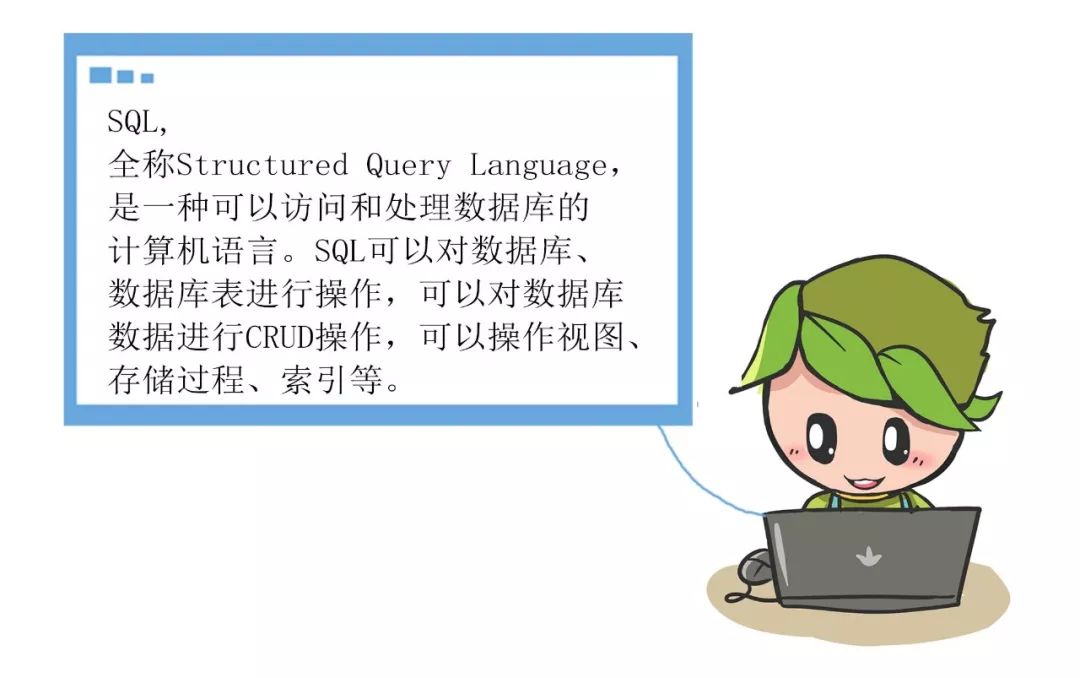 SQL,
全称Structured Query Language，
是一种可以访问和处理数据库的
计算机语言。SQL可以对数据库、
数据库表进行操作，可以对数据库
数据进行CRUD操作，可以操作视图、
存储过程、索引等。